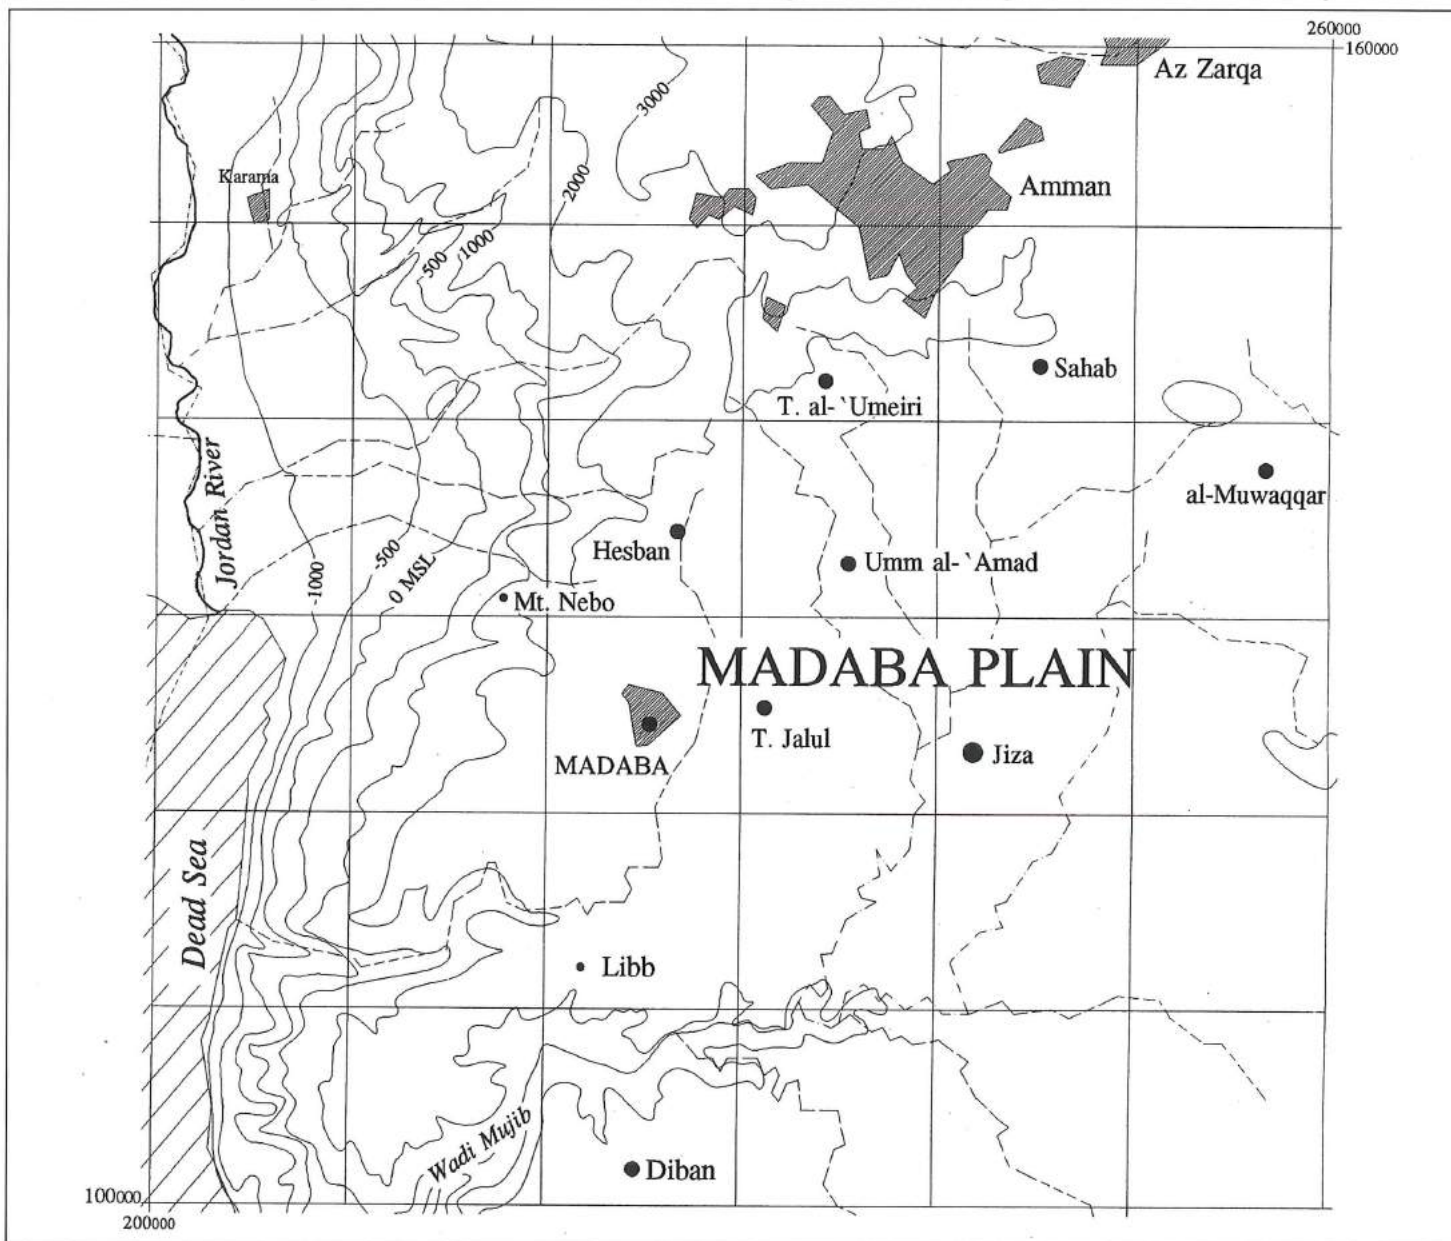 260000
160000
Az Zarqa
3000
Karama
2000
Amman
500
1000
Sahab
T. al-`Umeiri
al-Muwaqqar
Jordan River
Hesban
Umm al-`Amad
-500
-1000
0 MSL
Mt. Nebo
MADABA PLAIN
T. Jalul
MADABA
Jiza
Dead Sea
Libb
Wadi Mujib
Diban
100000
200000